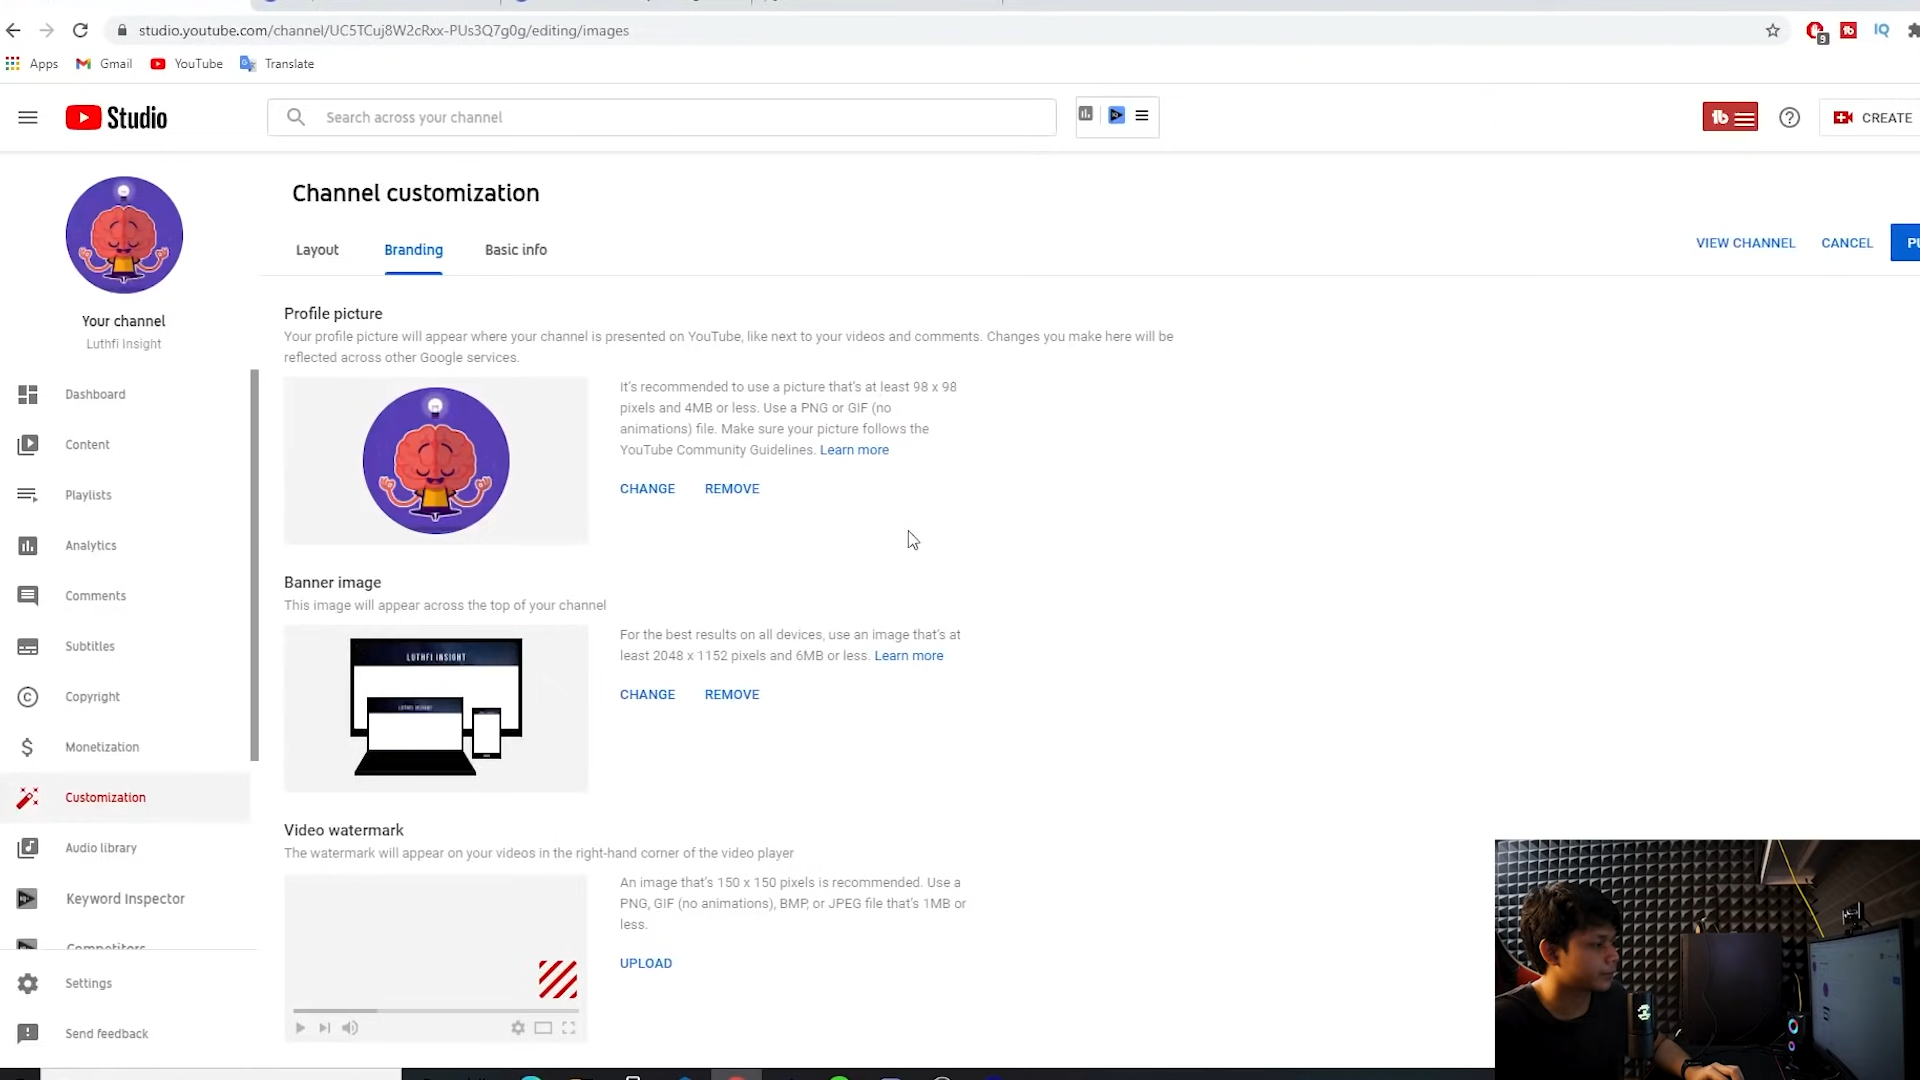 studio.youtube.com/channel/UC5TCuj8W2cRxx-PUs3Q7g0g/editing/images
9
IQ
Apps
Gmail
YouTube
Translate
Studio
Search across your channel
CREATE
Channel customization
Layout
Branding
Basic info
VIEW CHANNEL
CANCEL
Your channel
Luthfi Insight
Dashboard
Content
Playlists
Analytics
Comments
Subtitles
Copyright
Monetization
Customization
Audio library
Keyword Inspector
Competitors
Settings
Send feedback
Profile picture
Your profile picture will appear where your channel is presented on YouTube, like next to your videos and comments. Changes you make here will be
reflected across other Google services.
It's recommended to use a picture that's at least 98 x 98
pixels and 4MB or less. Use a PNG or GIF (no
animations) file. Make sure your picture follows the
YouTube Community Guidelines. Learn more
CHANGE
REMOVE
Banner image
This image will appear across the top of your channel
LUTHFI INSIGHT
LUTHFI INSIGHT
For the best results on all devices, use an image that's at
least 2048 x 1152 pixels and 6MB or less. Learn more
CHANGE
REMOVE
Video watermark
The watermark will appear on your videos in the right-hand corner of the video player
An image that's 150 x 150 pixels is recommended. Use a
PNG, GIF (no animations), BMP, or JPEG file that's 1MB or
less.
UPLOAD